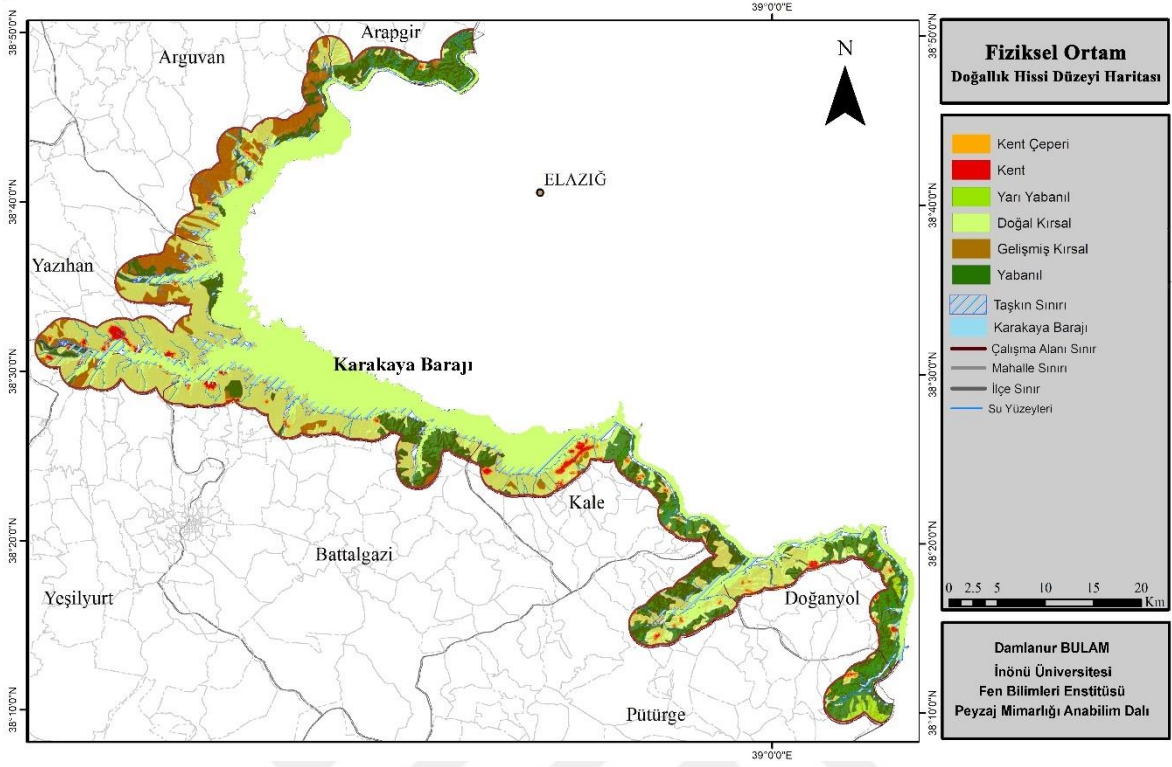 39°0'0"E
38°50'0"N
38°40'0"N
38°30'0"N
38°20'0"N
38°10'0"N
Arapgir
Arguvan
N
ELAZIĞ
Yazıhan
Karakaya Barajı
Kale
Battalgazi
Yeşilyurt
Doğanyol
Pütürge
38°50'0"N
38°40'0"N
38°30'0"N
38°20'0"N
38°10'0"N
39°0'0"E
Fiziksel Ortam
Doğallık Hissi Düzeyi Haritası
Kent Çeperi
Kent
Yarı Yabanıl
Doğal Kırsal
Gelişmiş Kırsal
Yabanıl
Taşkın Sınırı
Karakaya Barajı
Çalışma Alanı Sınır
Mahalle Sınırı
İlçe Sınır
Su Yüzeyleri
0 2.5 5 10 15 20
Km
Damlanur BULAM
İnönü Üniversitesi
Fen Bilimleri Enstitüsü
Peyzaj Mimarlığı Anabilim Dalı